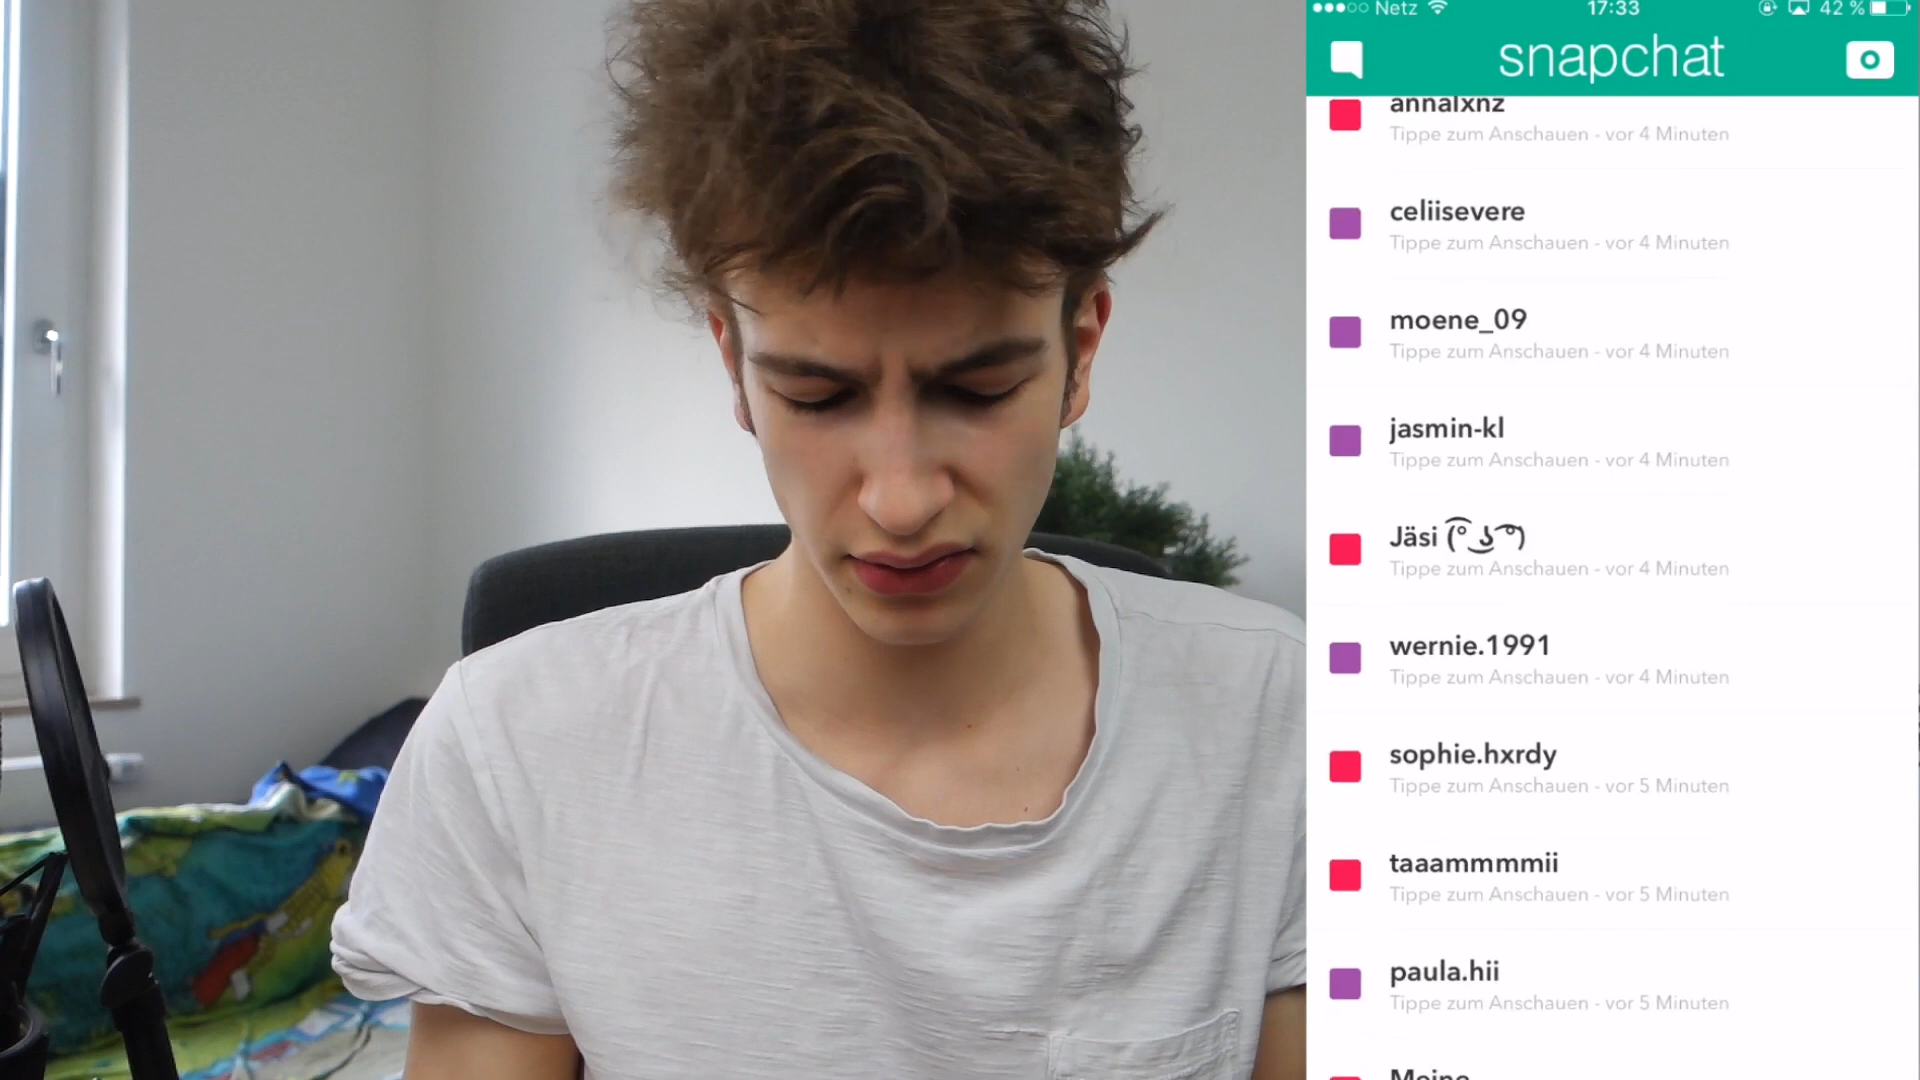 Netz 17:33 42 %
snapchat
annalxnz
Tippe zum Anschauen - vor 4 Minuten
celiisevere
Tippe zum Anschauen - vor 4 Minuten
moene_09
Tippe zum Anschauen - vor 4 Minuten
jasmin-kl
Tippe zum Anschauen - vor 4 Minuten
Jäsi ( ͡° ͜ʖ ͡°)
Tippe zum Anschauen - vor 4 Minuten
wernie.1991
Tippe zum Anschauen - vor 4 Minuten
sophie.hxrdy
Tippe zum Anschauen - vor 5 Minuten
taaammmmii
Tippe zum Anschauen - vor 5 Minuten
paula.hii
Tippe zum Anschauen - vor 5 Minuten
Meine